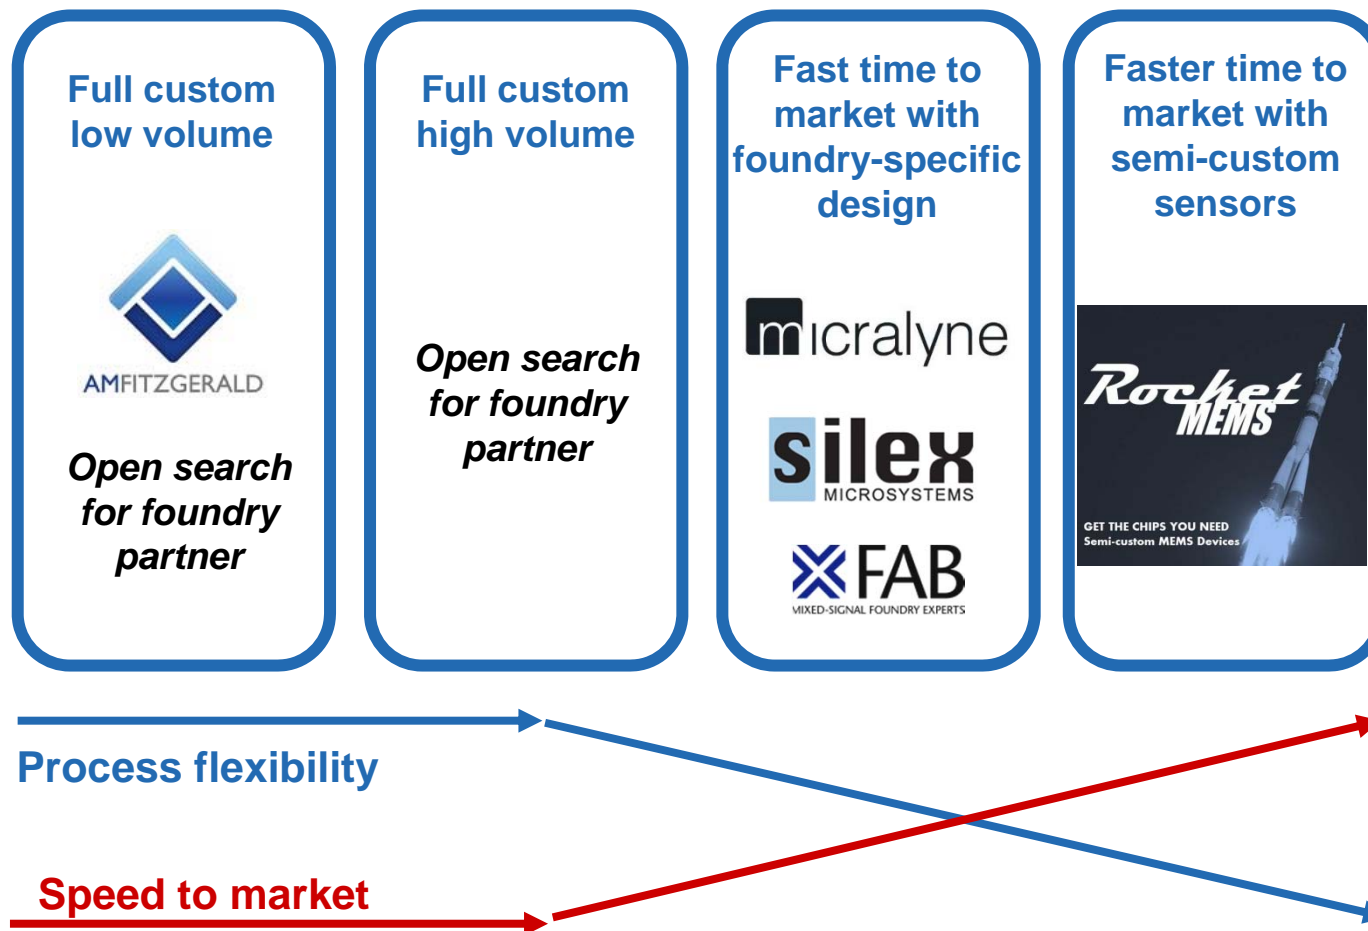 Full custom
low volume
AMFITZGERALD
Open search
for foundry
partner
Full custom
high volume
Open search
for foundry
partner
Fast time to
market with
foundry-specific
design
micralyne
silex
MICROSYSTEMS
XFAB
MIXED-SIGNAL FOUNDRY EXPERTS
Faster time to
market with
semi-custom
sensors
Rocket
MEMS
GET THE CHIPS YOU NEED
Semi-custom MEMS Devices
Process flexibility
Speed to market